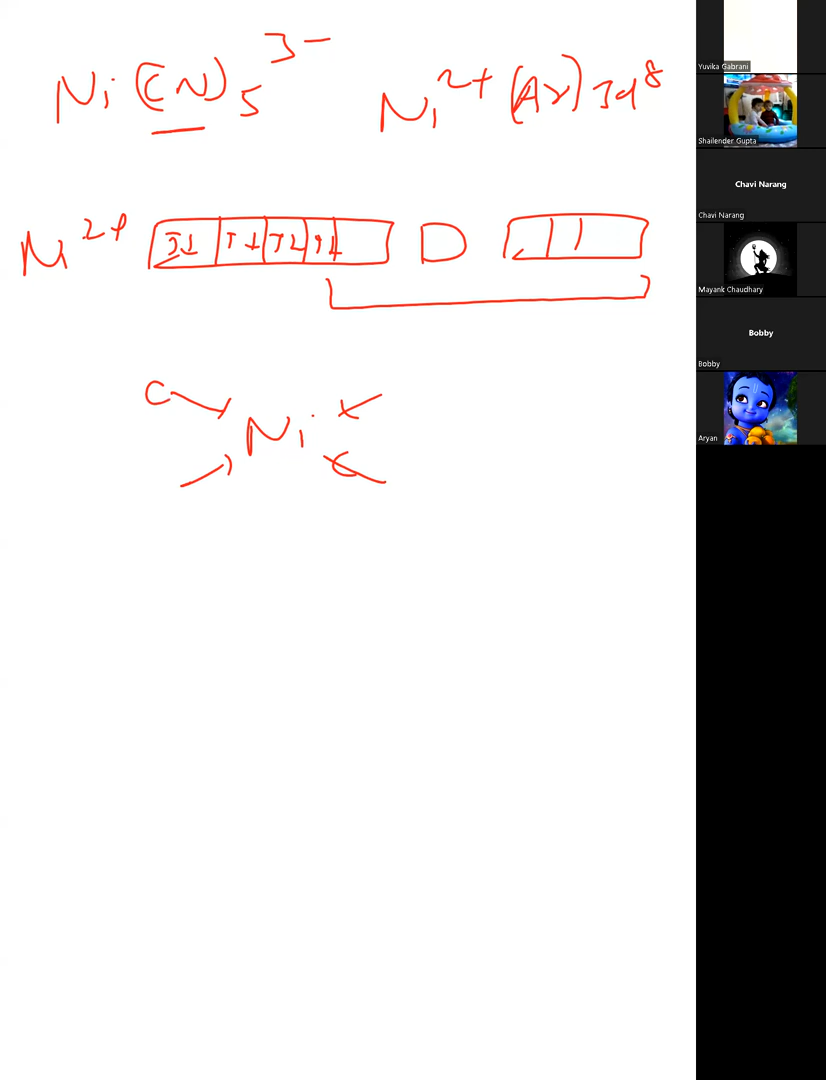 Ni(CN)5 3-
Ni2+ (Ar) 3d8
Ni2+
Ni
Yuvika Gabrani
Shailender Gupta
Chavi Narang
Chavi Narang
Mayank Chaudhary
Bobby
Bobby
Aryan